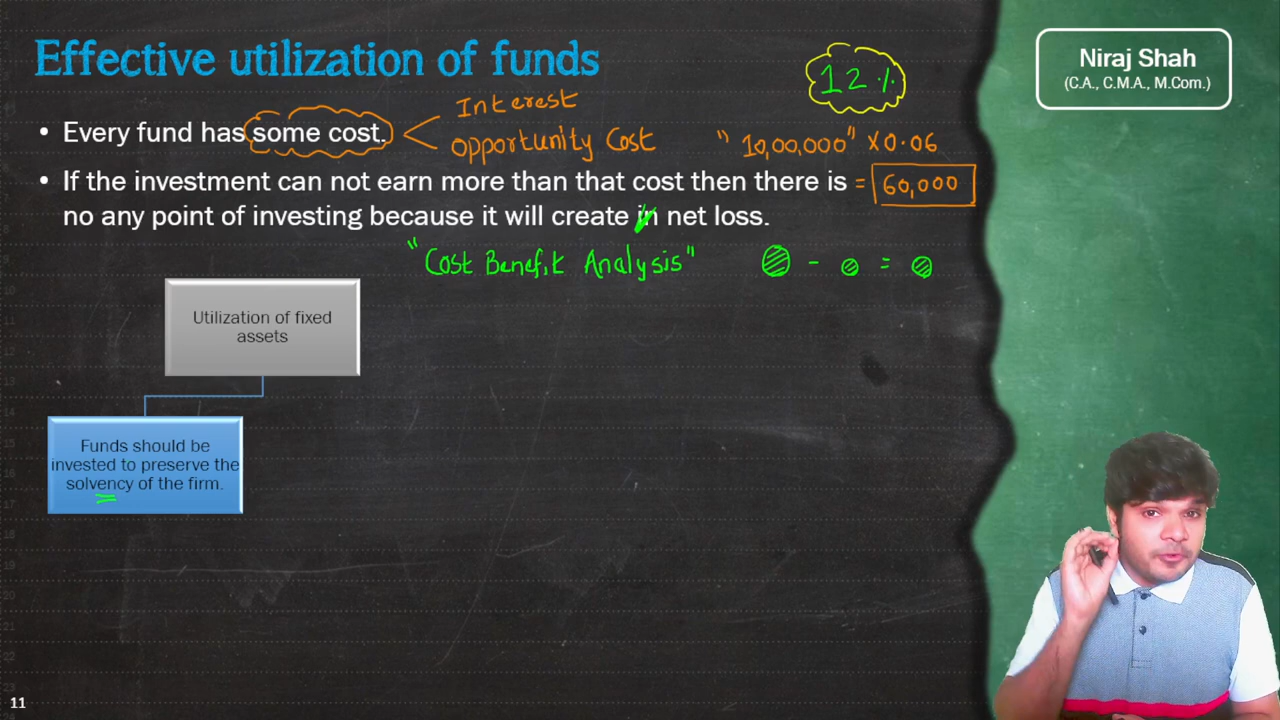 Effective utilization of funds
12%
Niraj Shah
(C.A., C.M.A., M.Com.)
• Every fund has some cost.
Interest
opportunity Cost
"10,00,000" X0.06
= 60,000
• If the investment can not earn more than that cost then there is
no any point of investing because it will create in net loss.
"Cost Benefit Analysis"
- = 
Utilization of fixed
assets
Funds should be
invested to preserve the
solvency of the firm.
11